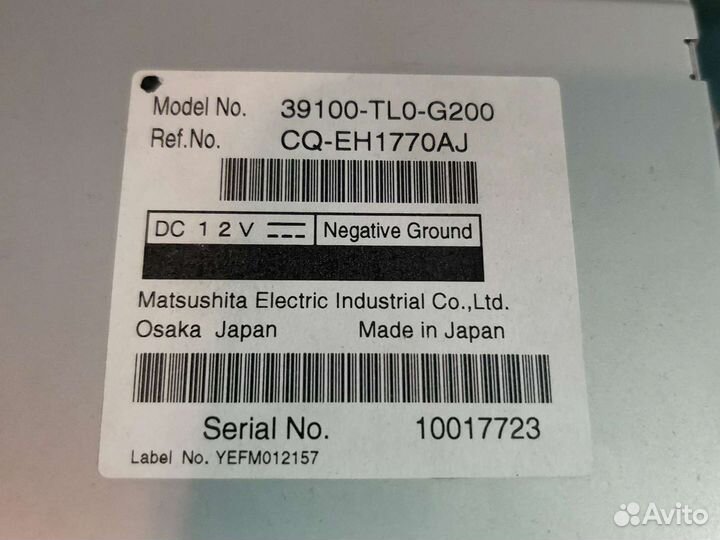 Model No. 39100-TL0-G200
Ref.No. CQ-EH1770AJ
DC 12V Negative Ground
Matsushita Electric Industrial Co.,Ltd.
Osaka Japan Made in Japan
Serial No. 10017723
Label No. YEFM012157
Avito